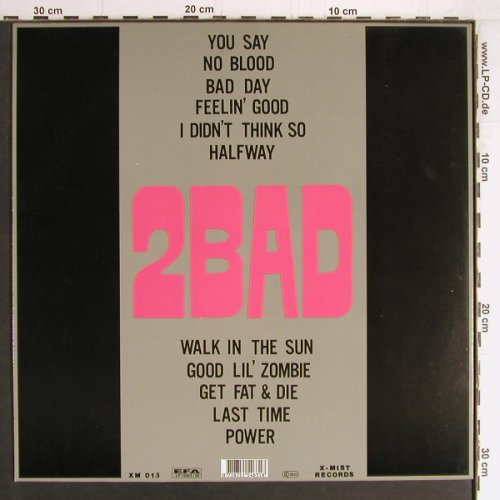 30 cm
20 cm
10 cm
www.LP-CD.de
YOU SAY
NO BLOOD
BAD DAY
FEELIN' GOOD
I DIDN'T THINK SO
HALFWAY
10 cm
2BAD
20 cm
WALK IN THE SUN
GOOD LIL' ZOMBIE
GET FAT & DIE
LAST TIME
POWER
30 cm
XM 013
EFA
X-MIST
RECORDS